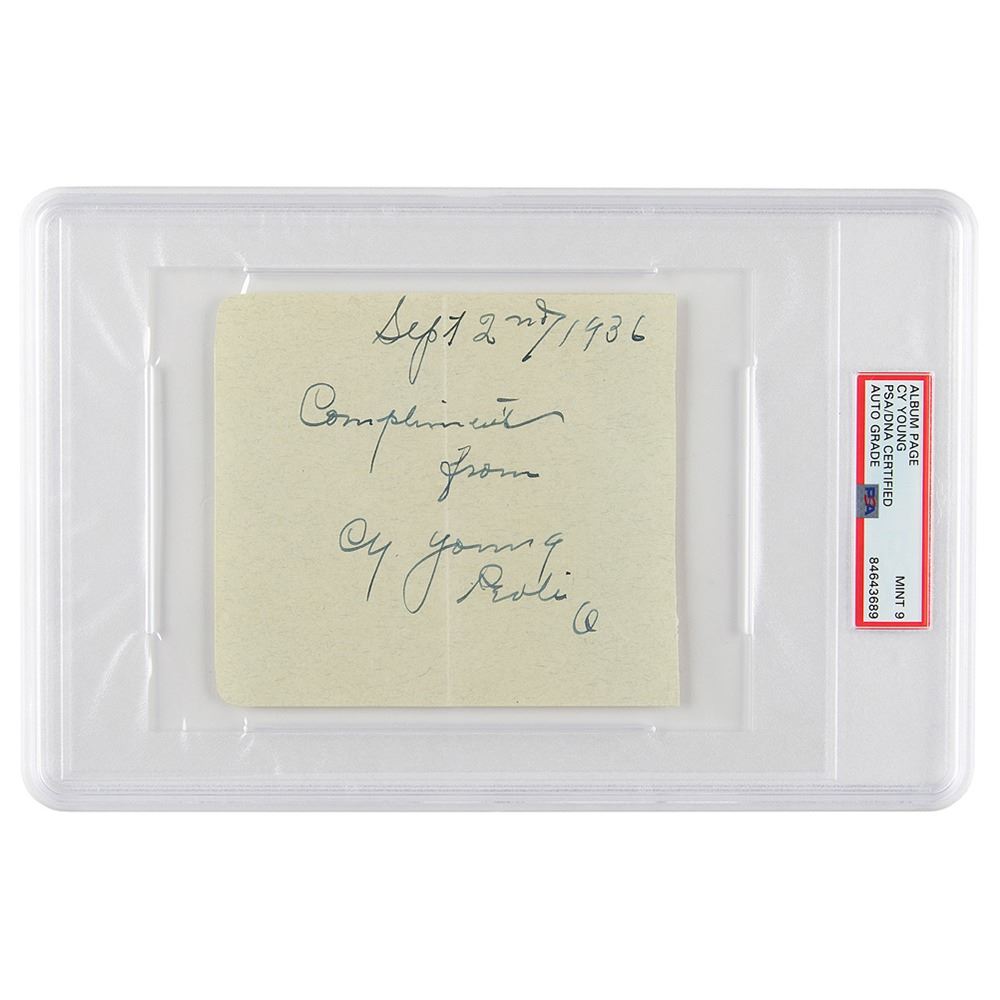 Sept 2nd/1936
Compliments
from
Cy. Young
Peoli
O
ALBUM PAGE
CY YOUNG
PSA/DNA CERTIFIED
AUTO GRADE MINT 9
PSA 84643689